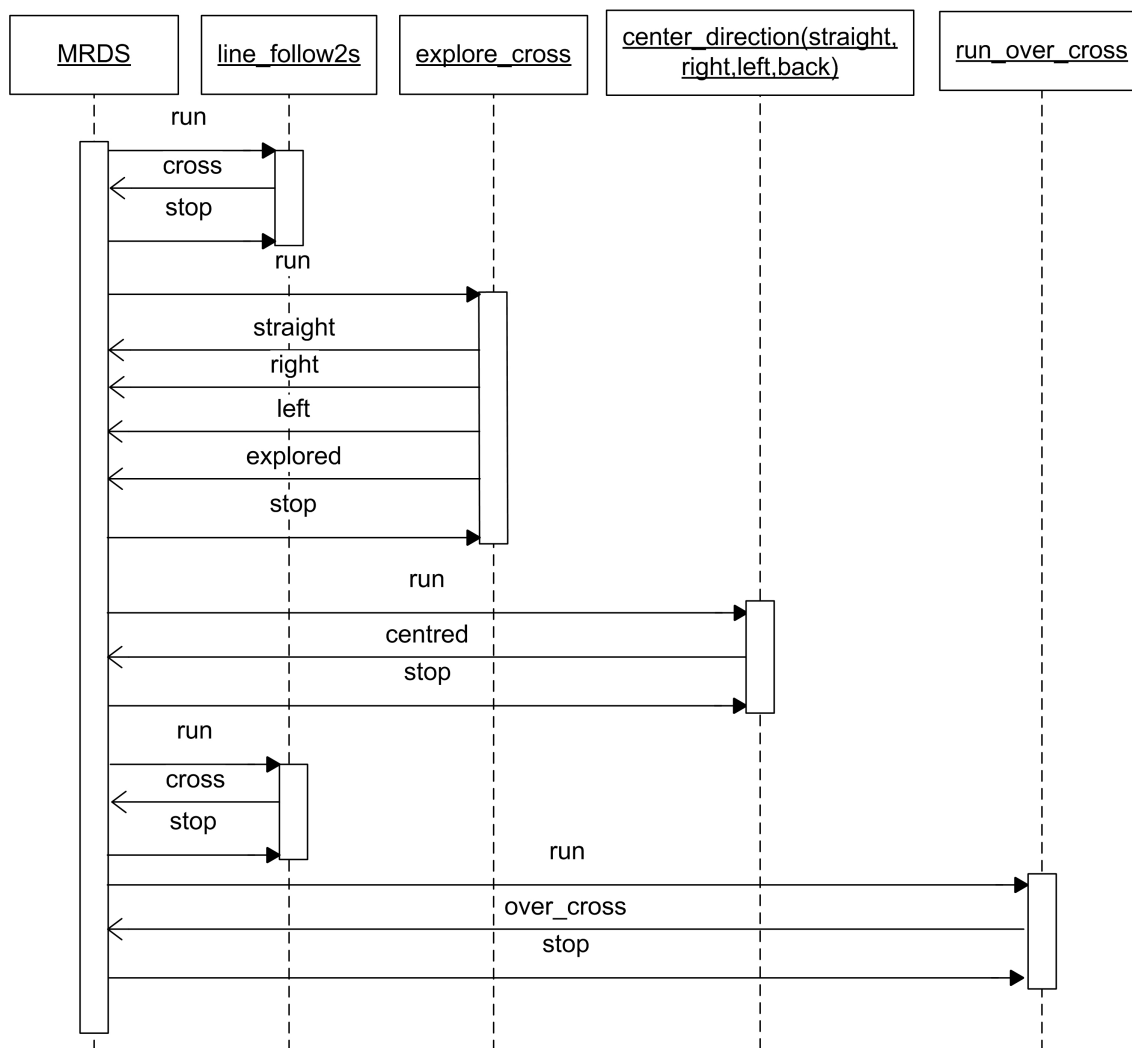 MRDS
line_follow2s
explore_cross
center_direction(straight,
right,left,back)
run_over_cross
run
cross
stop
run
straight
right
left
explored
stop
run
centred
stop
run
cross
stop
run
over_cross
stop